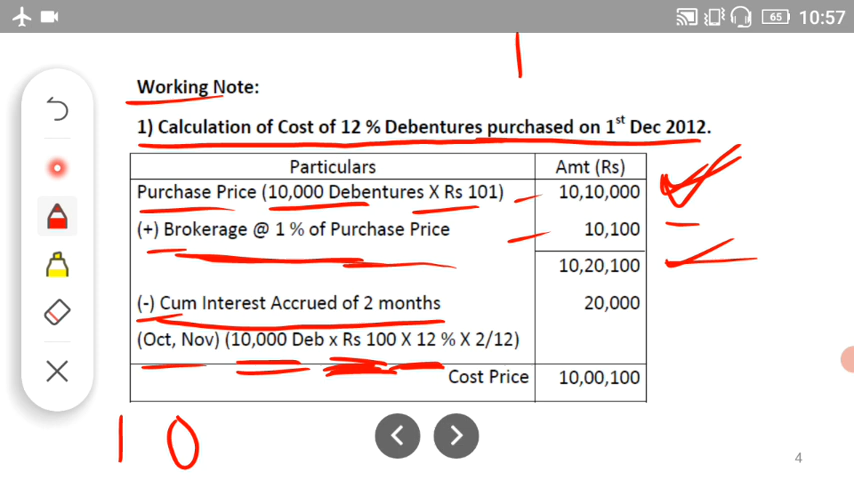 65 10:57
Working Note:
1) Calculation of Cost of 12 % Debentures purchased on 1st Dec 2012.
Particulars Amt (Rs)
Purchase Price (10,000 Debentures X Rs 101) 10,10,000
(+) Brokerage @ 1 % of Purchase Price 10,100
10,20,100
(-) Cum Interest Accrued of 2 months 20,000
(Oct, Nov) (10,000 Deb x Rs 100 X 12 % X 2/12)
Cost Price 10,00,100
1 0
4